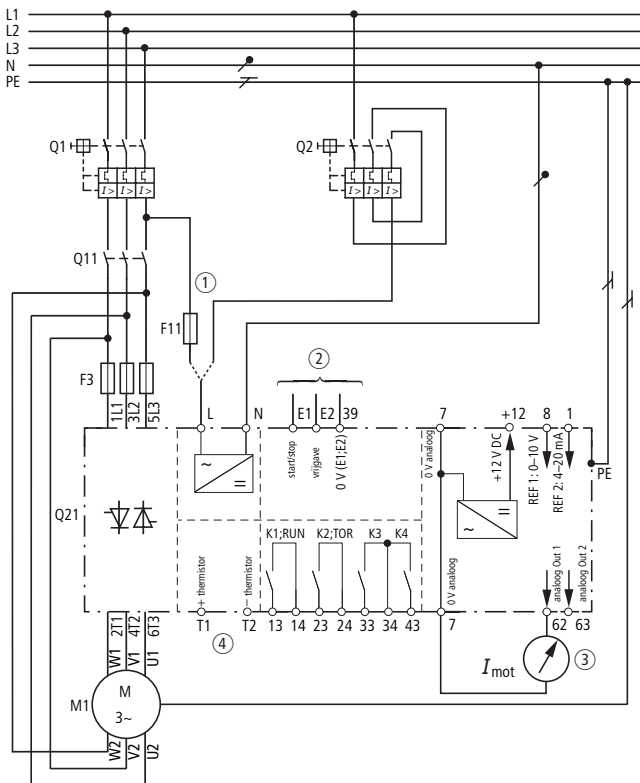 L1
L2
L3
N
PE
Q1
I> I> I>
Q2
I> I> I>
Q11
①
F11
②
F3
1L1
3L2
5L3
L
N
E1
E2
39
7
+12
8
1
start/stop
vrijgave
0 V (E1;E2)
0 V analoog
+12 V DC
REF 1: 0–10 V
REF 2: 4–20 mA
PE
~
=
Q21
~
=
K1;RUN
K2;TOR
K3
K4
+ thermistor
– thermistor
0 V analoog
analoog Out 1
analoog Out 2
T1
T2
13
14
23
24
33
34
43
7
62
63
④
2T1
4T2
6T3
W1
V1
U1
I mot
③
M1
M
3~
W2
V2
U2